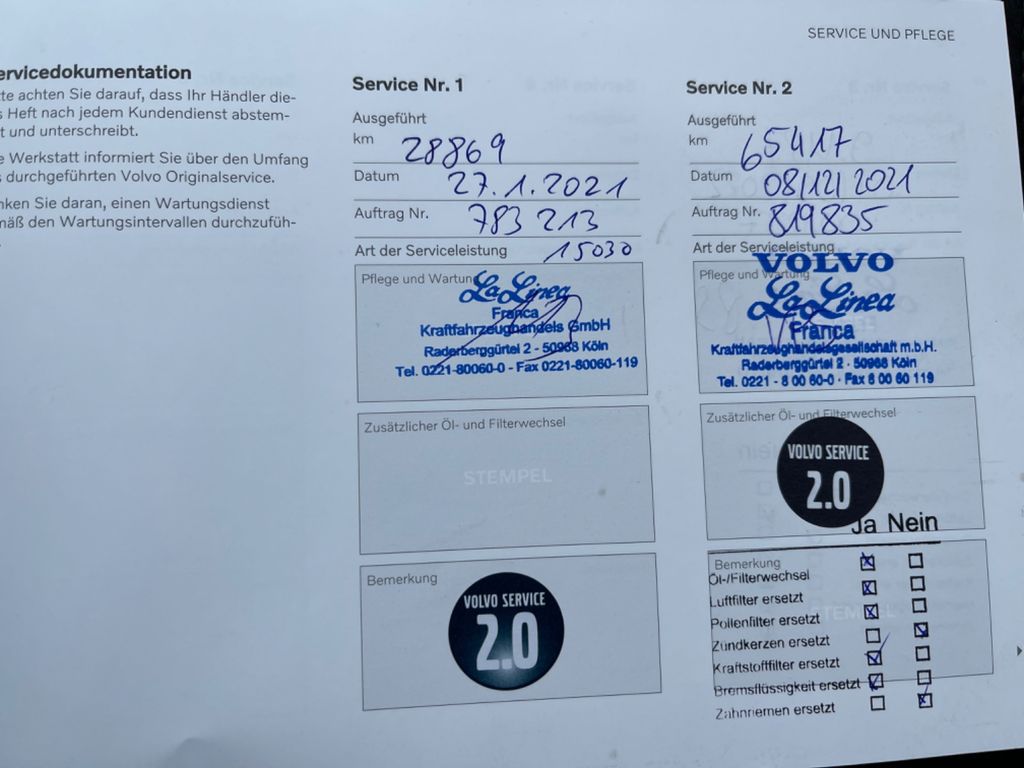 SERVICE UND PFLEGE
ervicedokumentation
te achten Sie darauf, dass Ihr Händler die-
s Heft nach jedem Kundendienst abstem-
t und unterschreibt.
e Werkstatt informiert Sie über den Umfang
s durchgeführten Volvo Originalservice.
nken Sie daran, einen Wartungsdienst
mäß den Wartungsintervallen durchzufüh-
Service Nr. 1
Ausgeführt
km 28869
Datum 27.1.2021
Auftrag Nr. 783 213
Art der Serviceleistung 15030
Pflege und Wartun
La Linea
Franca
Kraftfahrzeughandels GmbH
Raderberggürtel 2 - 50968 Köln
Tel. 0221-80060-0 - Fax 0221-80060-119
Zusätzlicher Öl- und Filterwechsel
STEMPEL
Bemerkung
VOLVO SERVICE
2.0
Service Nr. 2
Ausgeführt
km 65417
Datum 08/12/2021
Auftrag Nr. 819835
Art der Serviceleistung
VOLVO
Pflege und Wartung
La Linea
Franca
Kraftfahrzeughandelsgesellschaft m.b.H.
Raderberggürtel 2 · 50968 Köln
Tel. 0221 - 8 00 60-0 · Fax 8 00 60 119
Zusätzlicher Öl- und Filterwechsel
VOLVO SERVICE
2.0
Ja Nein
Bemerkung
Öl-/Filterwechsel
Luftfilter ersetzt
STEMPEL
Pollenfilter ersetzt
Zündkerzen ersetzt
Kraftstoffilter ersetzt
Bremsflüssigkeit ersetzt
Zahnriemen ersetzt